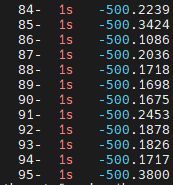 84- 1s -500.2239
85- 1s -500.3424
86- 1s -500.1086
87- 1s -500.2036
88- 1s -500.1718
89- 1s -500.1698
90- 1s -500.1675
91- 1s -500.2453
92- 1s -500.1878
93- 1s -500.1826
94- 1s -500.1717
95- 1s -500.3800